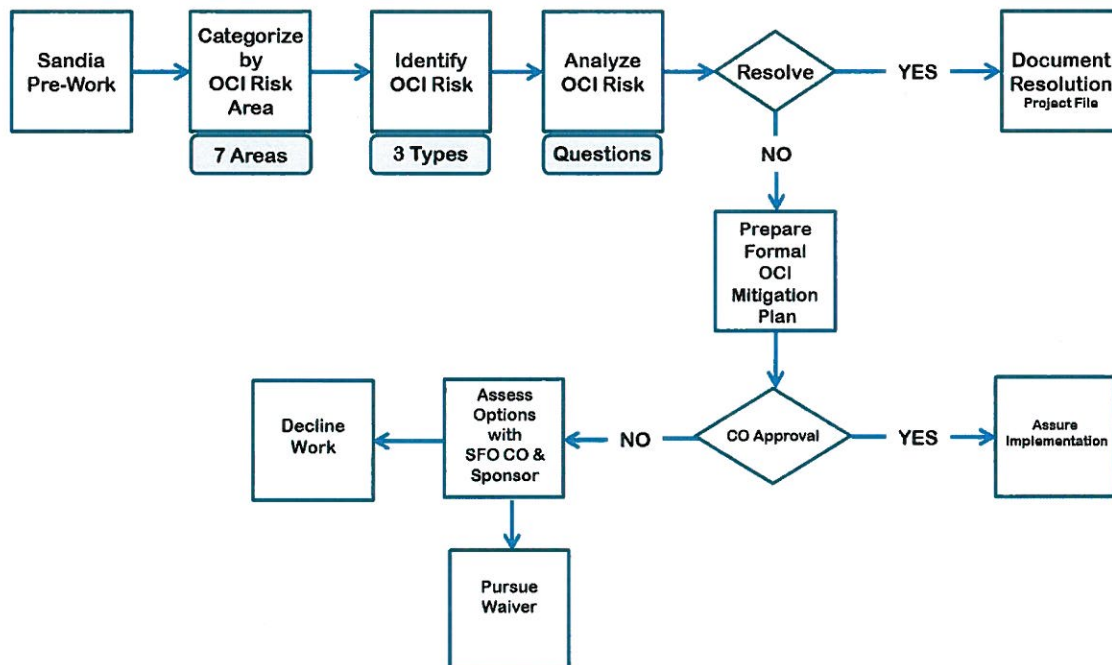 Sandia
Pre-Work
Categorize
by
OCI Risk
Area
7 Areas
Identify
OCI Risk
3 Types
Analyze
OCI Risk
Questions
Resolve
YES
Document
Resolution
Project File
NO
Prepare
Formal
OCI
Mitigation
Plan
CO Approval
YES
Assure
Implementation
NO
Assess
Options
with
SFO CO &
Sponsor
Decline
Work
Pursue
Waiver